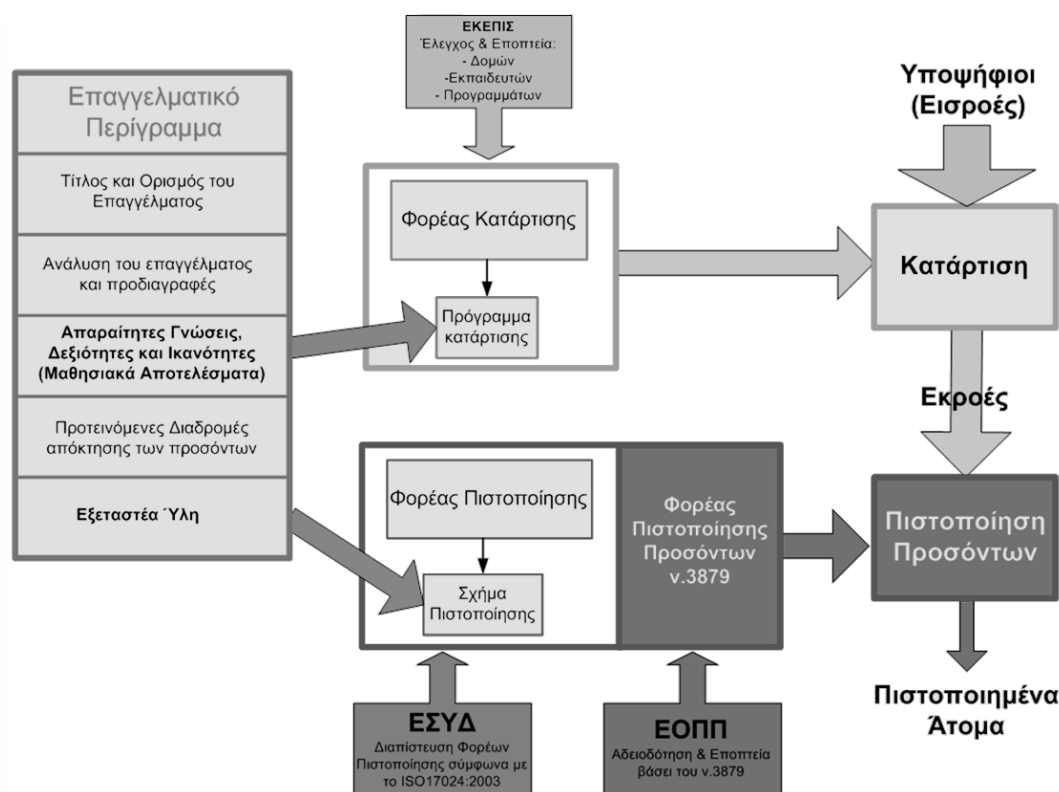 ΕΚΕΠΙΣ
Έλεγχος & Εποπτεία:
- Δομών
-Εκπαιδευτών
- Προγραμμάτων
Επαγγελματικό
Περίγραμμα
Τίτλος και Ορισμός του
Επαγγέλματος
Ανάλυση του επαγγέλματος
και προδιαγραφές
Απαραίτητες Γνώσεις,
Δεξιότητες και Ικανότητες
(Μαθησιακά Αποτελέσματα)
Προτεινόμενες Διαδρομές
απόκτησης των προσόντων
Εξεταστέα Ύλη
Φορέας Κατάρτισης
Πρόγραμμα
κατάρτισης
Υποψήφιοι
(Εισροές)
Κατάρτιση
Εκροές
Φορέας Πιστοποίησης
Σχήμα
Πιστοποίησης
Φορέας
Πιστοποίησης
Προσόντων
ν.3879
Πιστοποίηση
Προσόντων
ΕΣΥΔ
Διαπίστευση Φορέων
Πιστοποίησης σύμφωνα με
το ISO17024:2003
ΕΟΠΠ
Αδειοδότηση & Εποπτεία
βάσει του ν.3879
Πιστοποιημένα
Άτομα